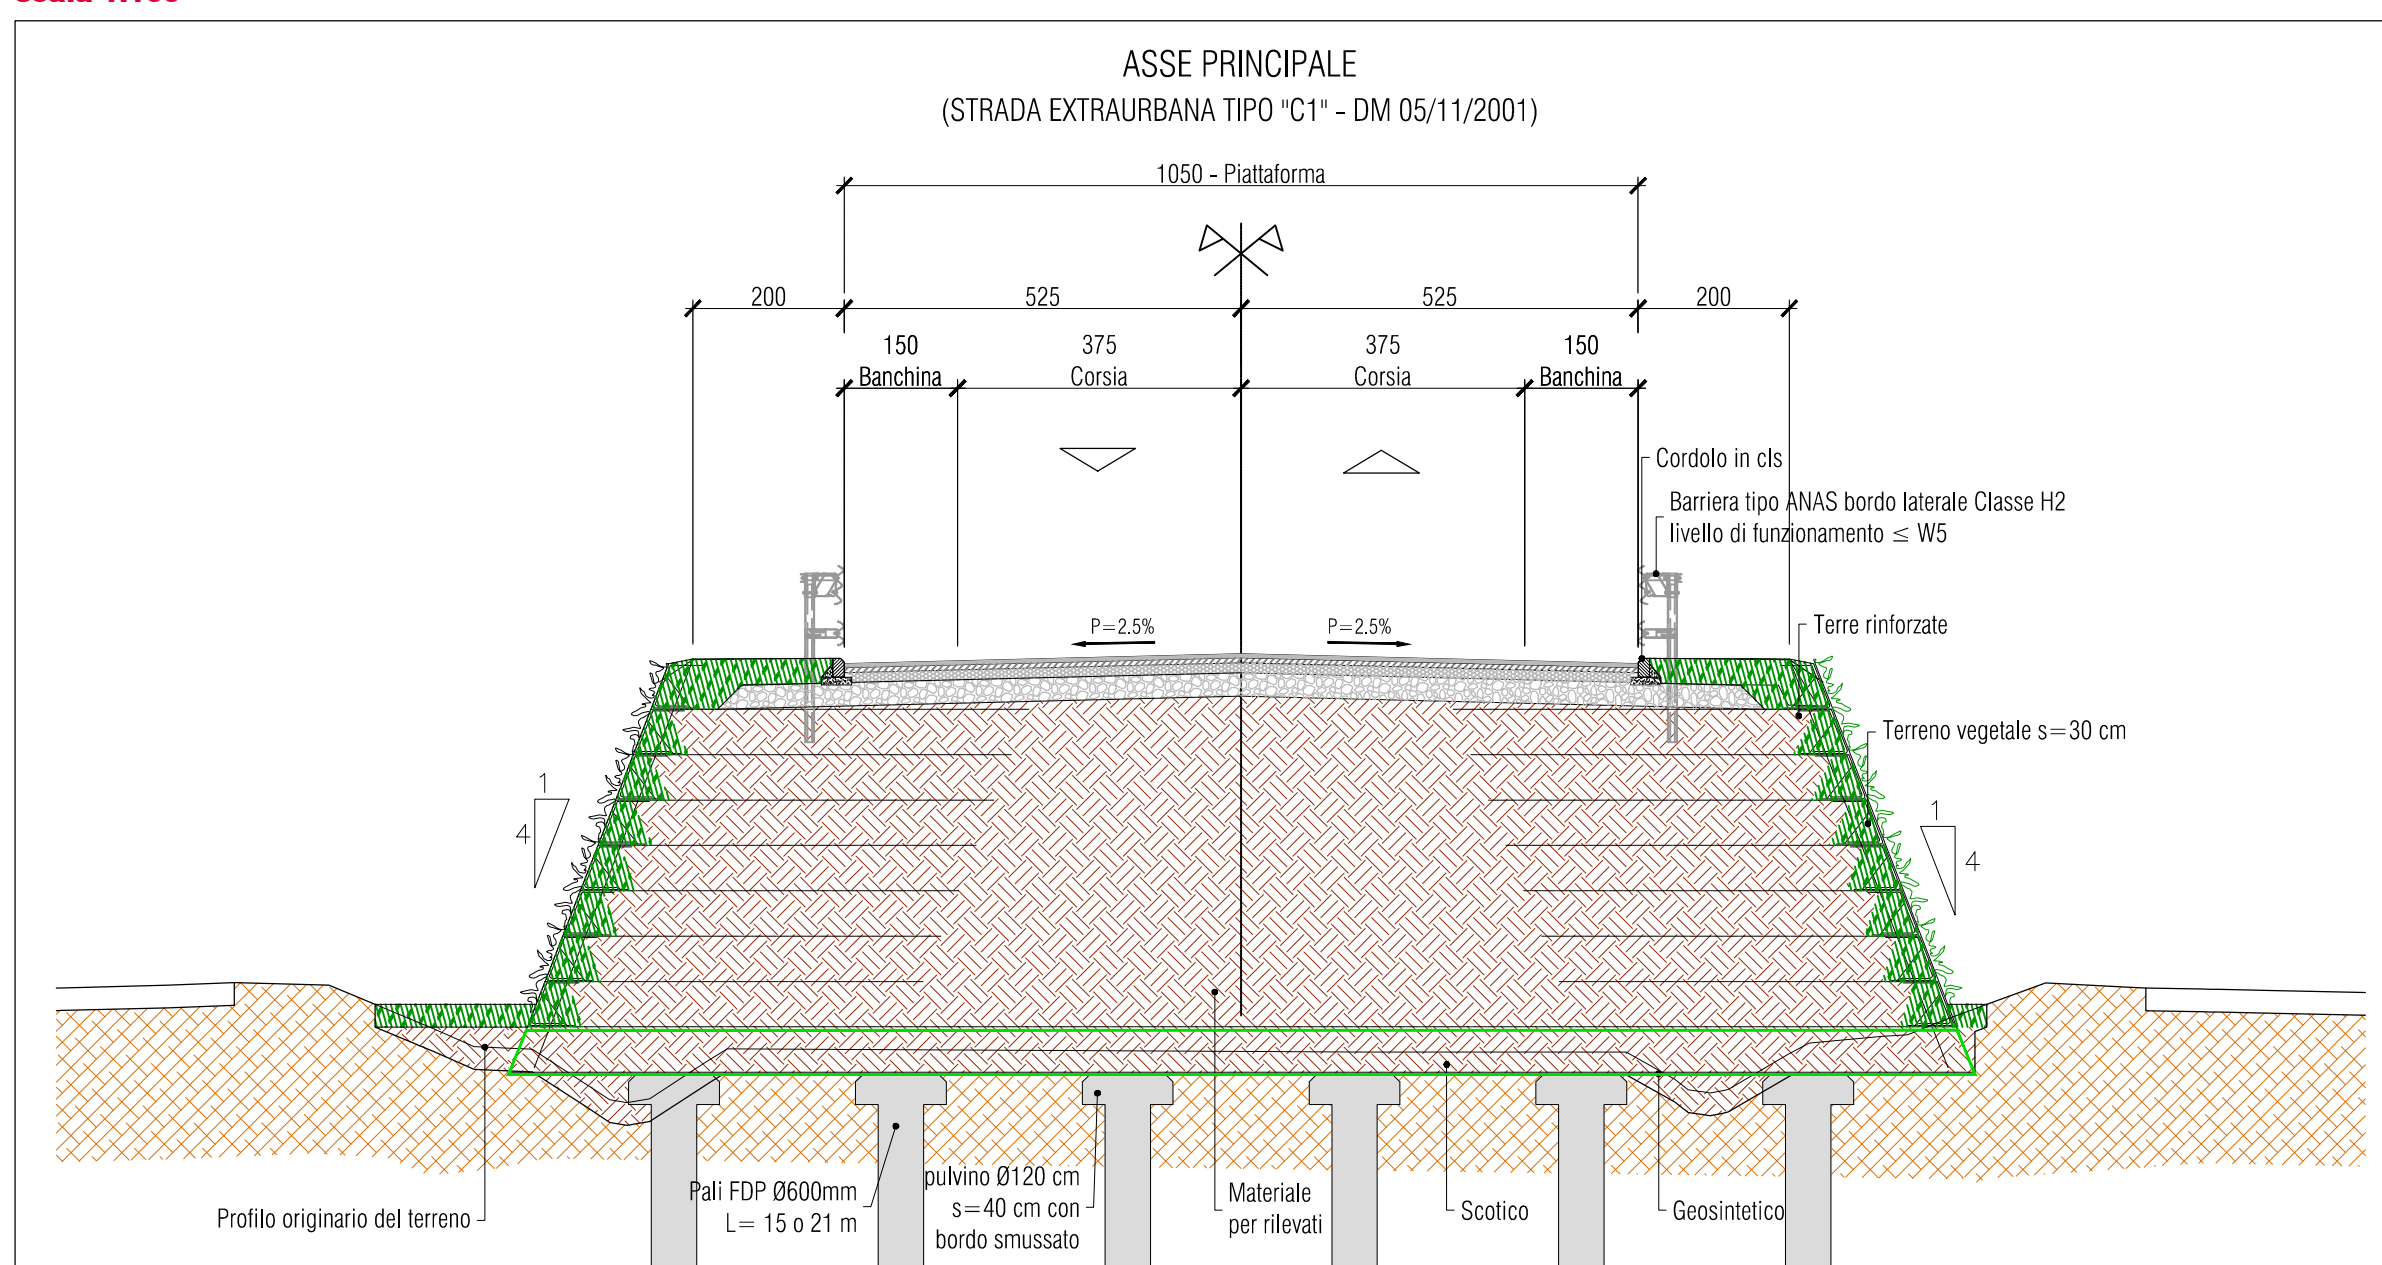 ASSE PRINCIPALE
(STRADA EXTRAURBANA TIPO "C1" - DM 05/11/2001)
1050 - Piattaforma
200
525
525
200
150
375
375
150
Banchina
Corsia
Corsia
Banchina
Cordolo in cls
Barriera tipo ANAS bordo laterale Classe H2
livello di funzionamento ≤ W5
P=2.5%
P=2.5%
Terre rinforzate
Terreno vegetale s=30 cm
1
4
1
4
Profilo originario del terreno
Pali FDP Ø600mm
L= 15 o 21 m
pulvino Ø120 cm
s=40 cm con
bordo smussato
Materiale
per rilevati
Scotico
Geosintetico